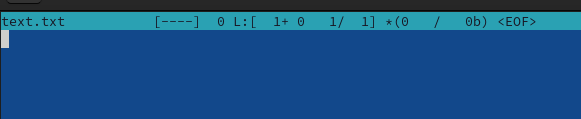 text.txt           [----]  0 L:[  1+ 0   1/  1] *(0   /   0b) <EOF>